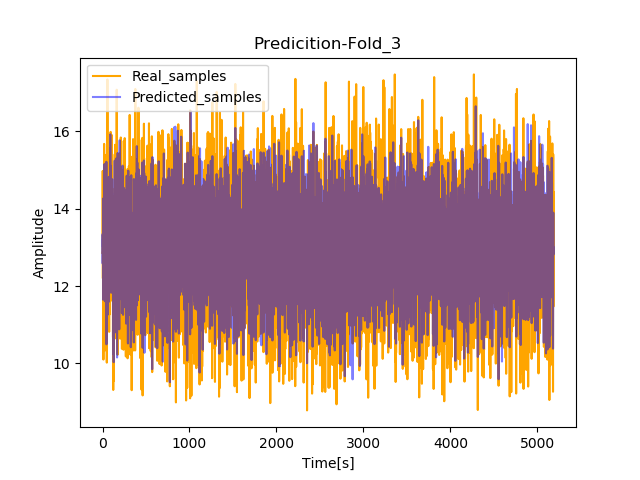 Predicition-Fold_3
Real_samples
Predicted_samples
16
14
12
10
Amplitude
0
1000
2000
3000
4000
5000
Time[s]